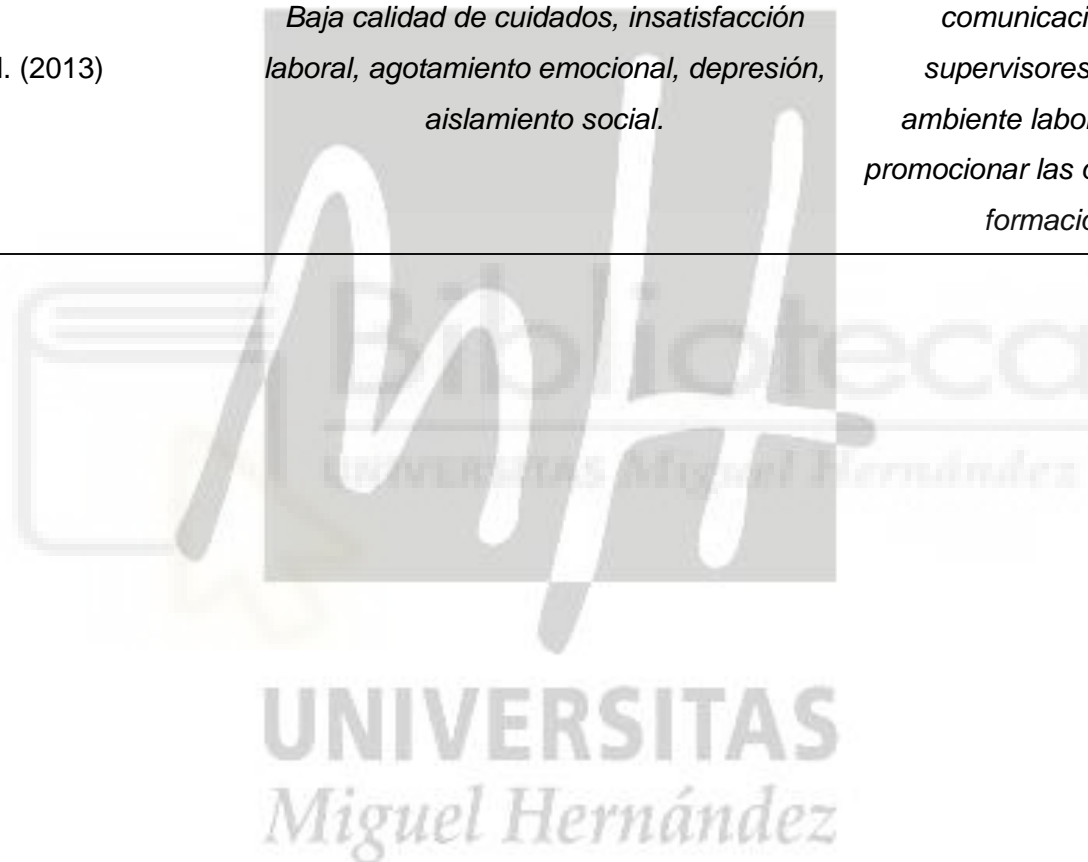 Baja calidad de cuidados, insatisfacción
l. (2013) laboral, agotamiento emocional, depresión,
aislamiento social.
comunicaci
supervisores
ambiente labor
promocionar las
formació
Biblioteca
UNIVERSITAS Miguel Hernández
UNIVERSITAS
Miguel Hernández